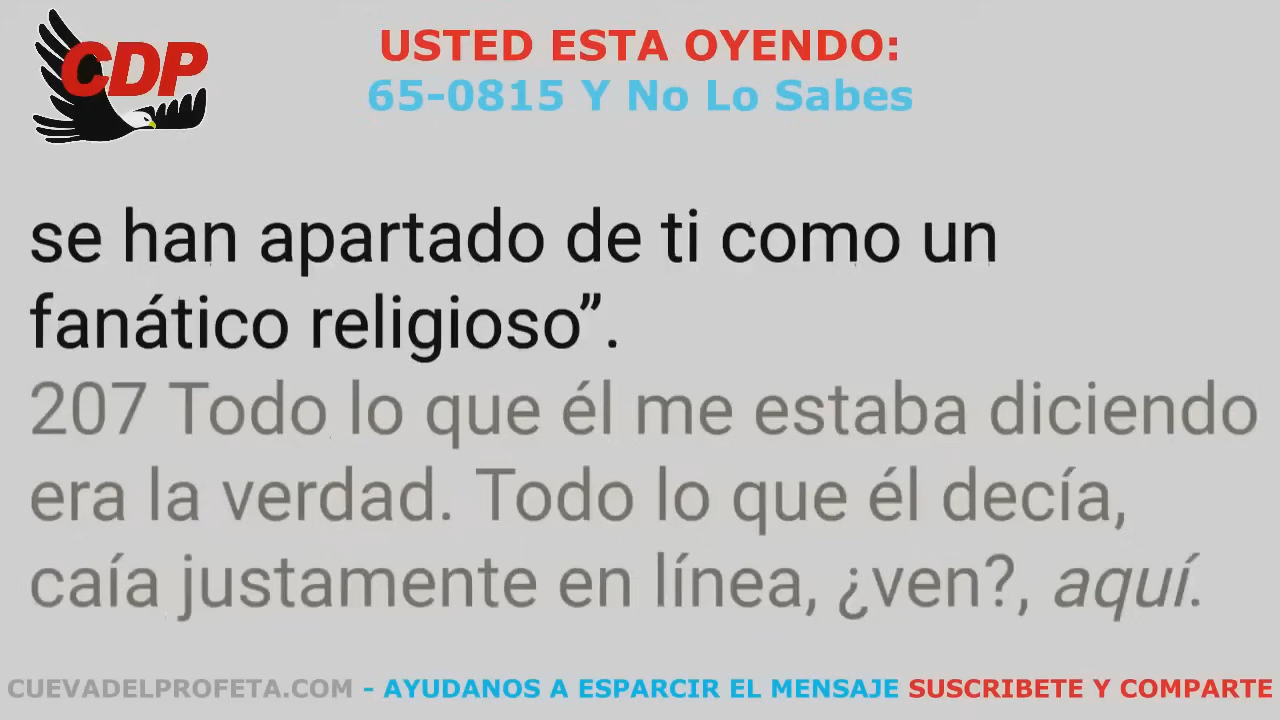 CDP
USTED ESTA OYENDO:
65-0815 Y No Lo Sabes
se han apartado de ti como un
fanático religioso”.
207 Todo lo que él me estaba diciendo
era la verdad. Todo lo que él decía,
caía justamente en línea, ¿ven?, aquí.
CUEVADELPROFETA.COM - AYUDANOS A ESPARCIR EL MENSAJE SUSCRIBETE Y COMPARTE